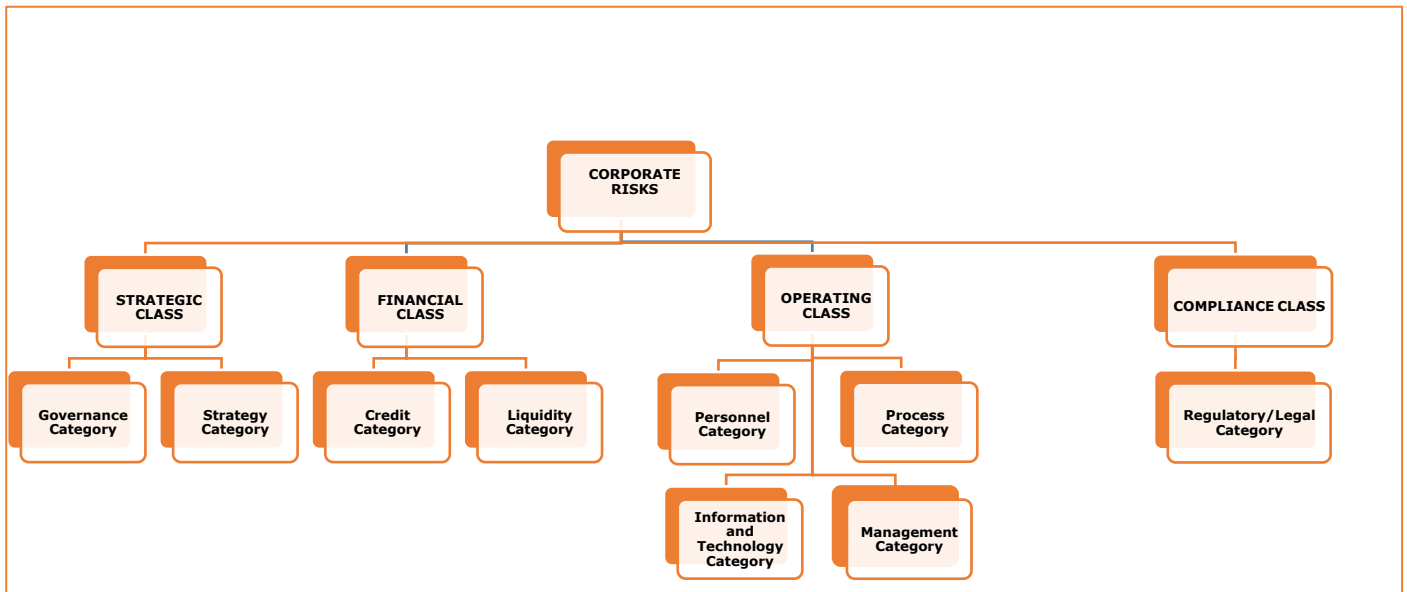 CORPORATE
RISKS
STRATEGIC
CLASS
FINANCIAL
CLASS
OPERATING
CLASS
COMPLIANCE CLASS
Governance
Category
Strategy
Category
Credit
Category
Liquidity
Category
Personnel
Category
Process
Category
Regulatory/Legal
Category
Information
and
Technology
Category
Management
Category